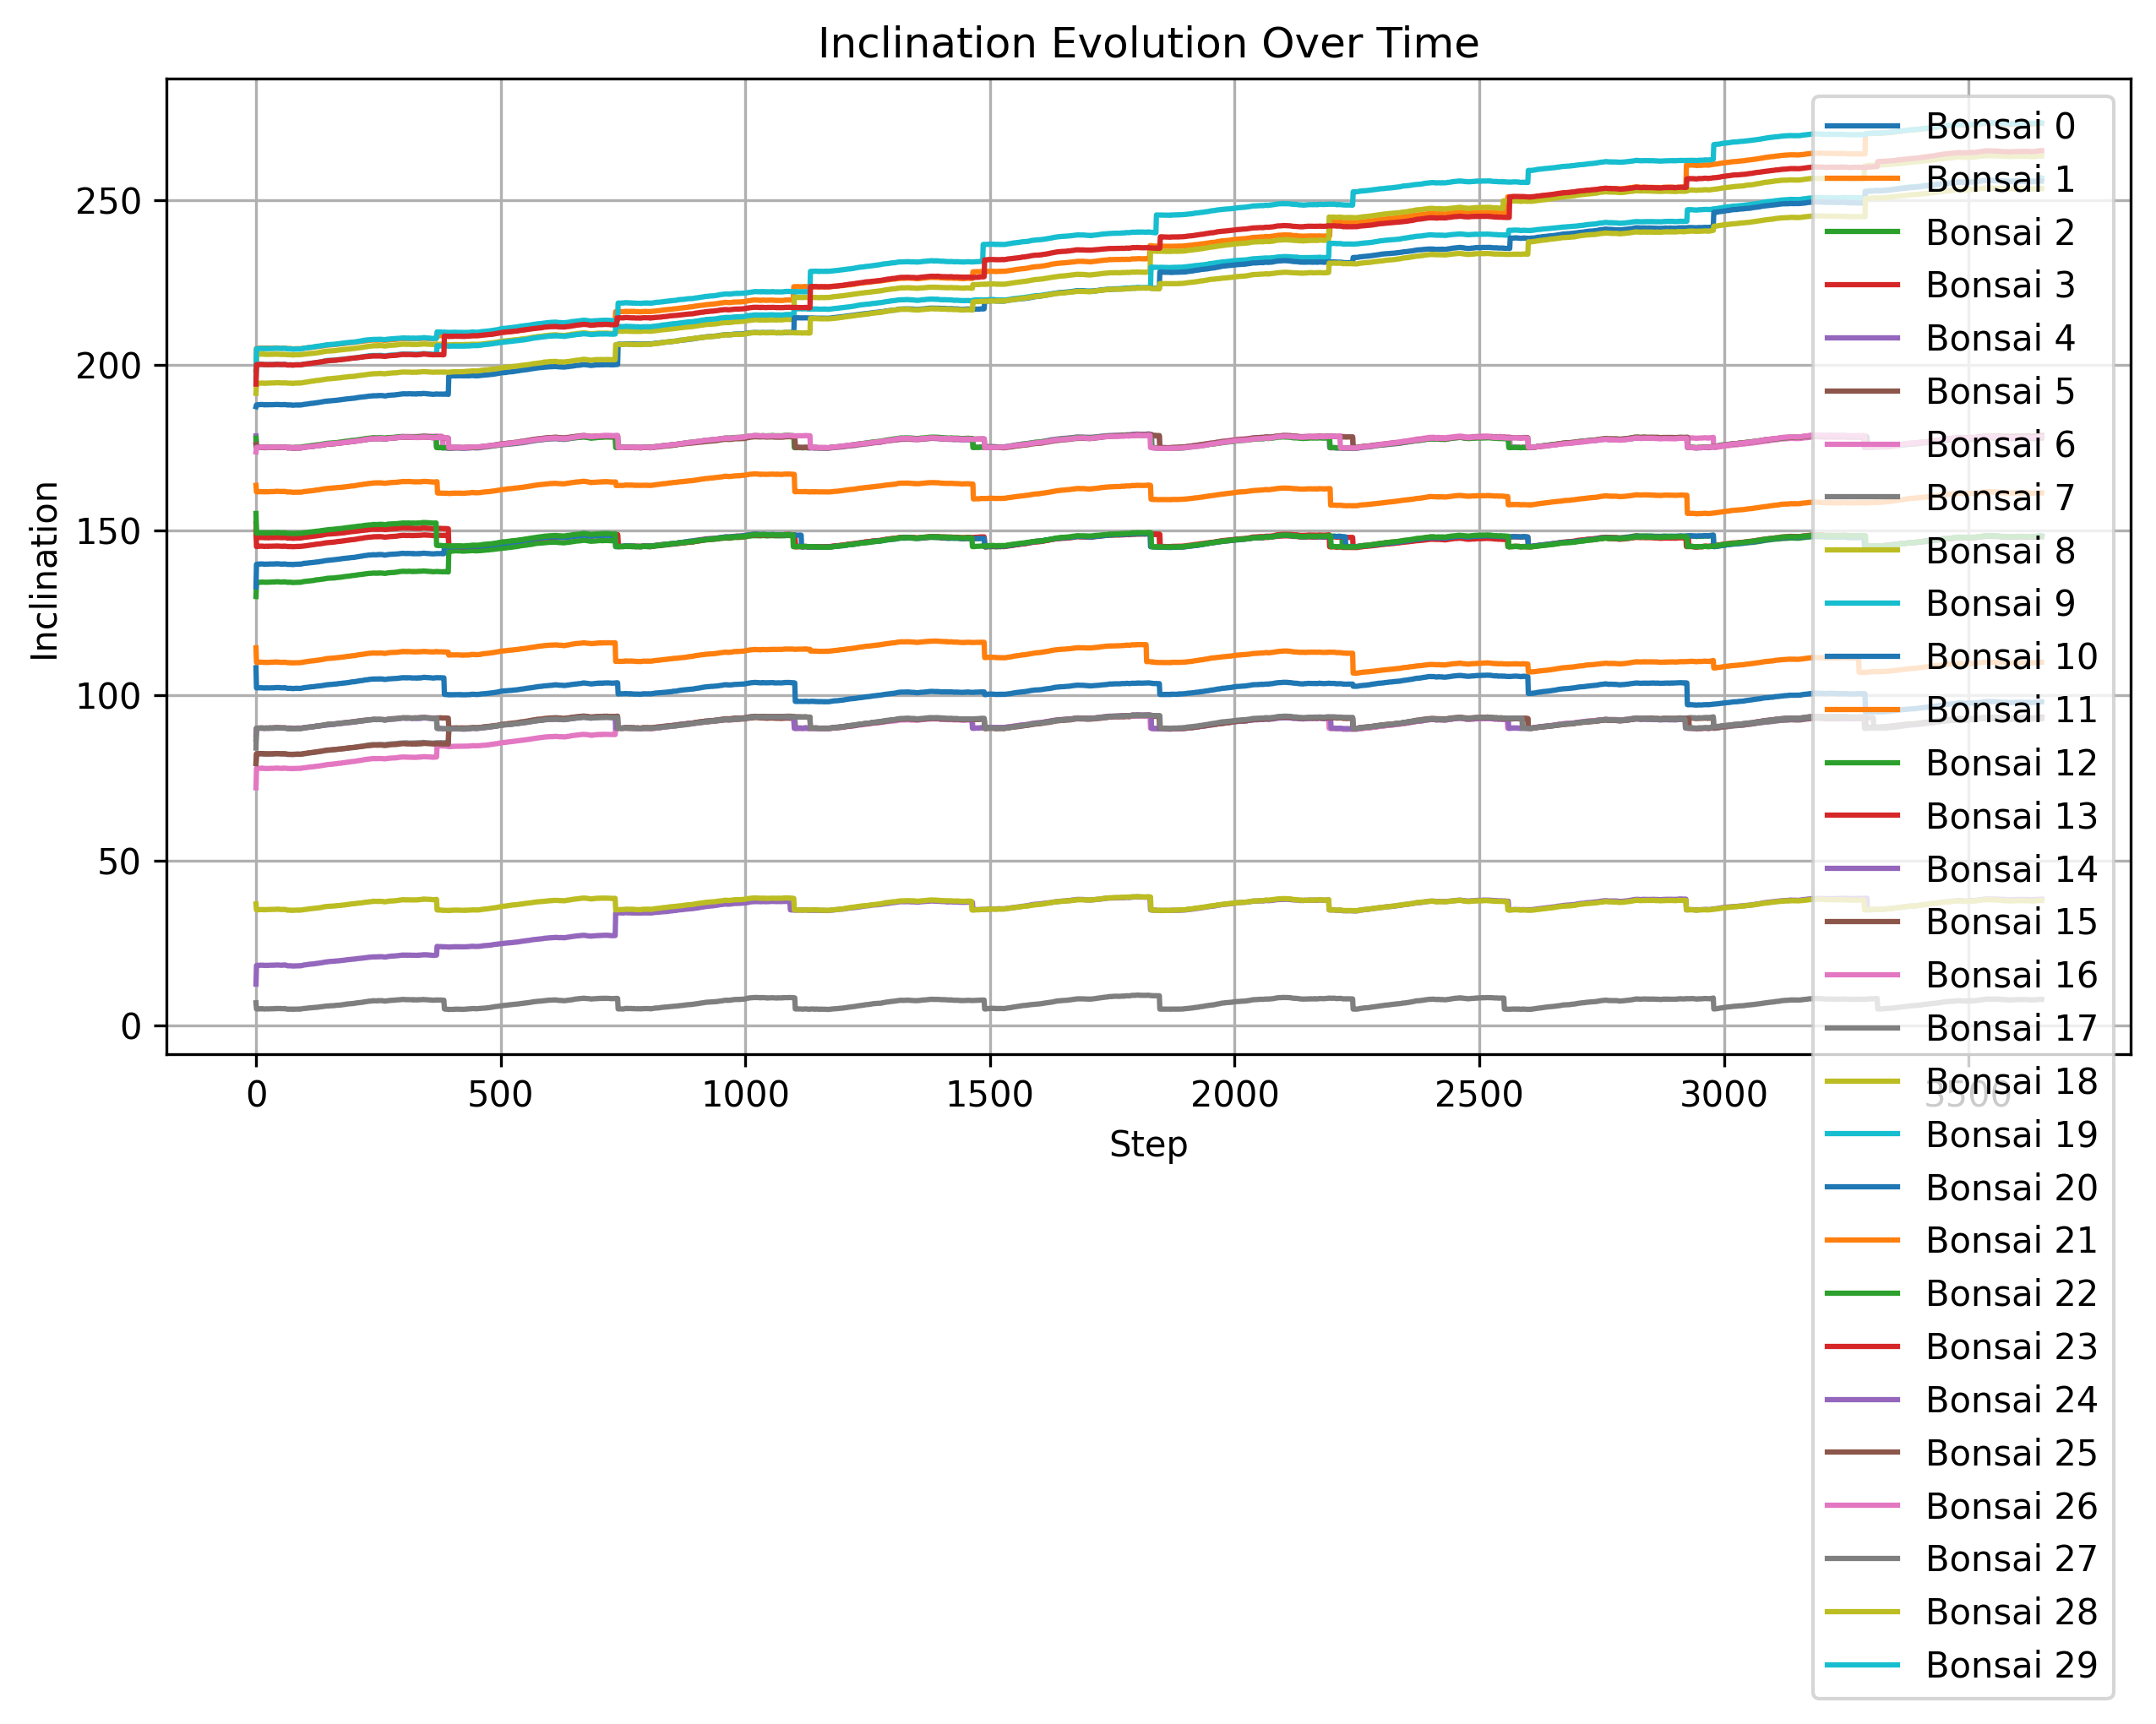 Inclination Evolution Over Time
Inclination
250
200
150
100
50
0
0
500
1000
1500
2000
2500
3000
3500
Step
Bonsai 0
Bonsai 1
Bonsai 2
Bonsai 3
Bonsai 4
Bonsai 5
Bonsai 6
Bonsai 7
Bonsai 8
Bonsai 9
Bonsai 10
Bonsai 11
Bonsai 12
Bonsai 13
Bonsai 14
Bonsai 15
Bonsai 16
Bonsai 17
Bonsai 18
Bonsai 19
Bonsai 20
Bonsai 21
Bonsai 22
Bonsai 23
Bonsai 24
Bonsai 25
Bonsai 26
Bonsai 27
Bonsai 28
Bonsai 29